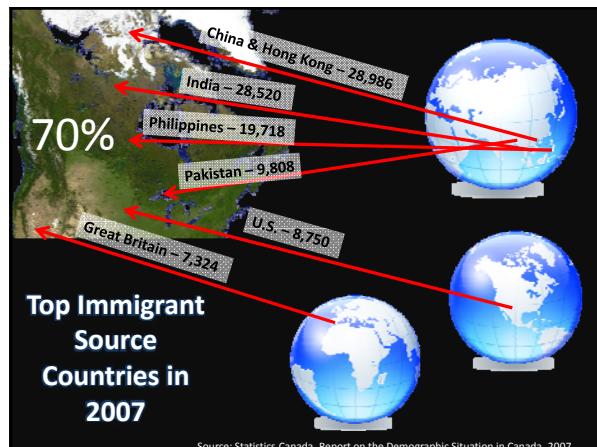 China & Hong Kong – 28,986
India – 28,520
70%
Philippines – 19,718
Pakistan – 9,808
U.S. – 8,750
Great Britain – 7,324
Top Immigrant
Source
Countries in
2007
Source: Statistics Canada, Report on the Demographic Situation in Canada, 2007